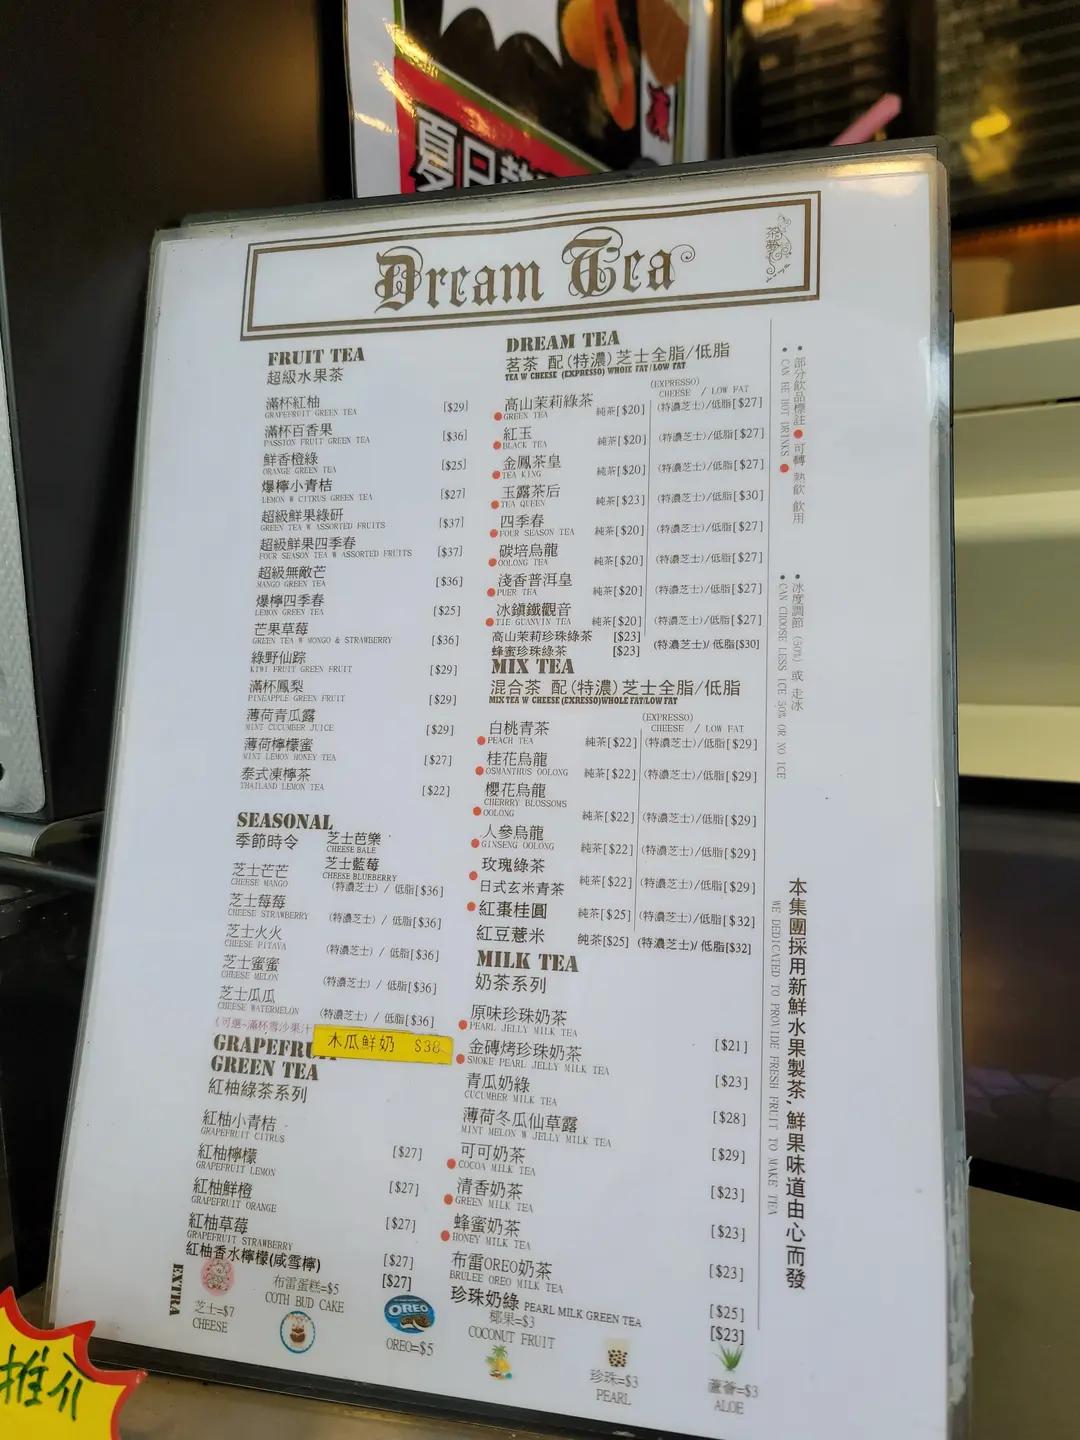 夏日熱
Dream Tea
茶夢
FRUIT TEA
超級水果茶
滿杯紅柚 [$29]
GRAPEFRUIT GREEN TEA
滿杯百香果 [$36]
PASSION FRUIT GREEN TEA
鮮香橙綠 [$25]
ORANGE GREEN TEA
爆檸小青桔 [$27]
LEMON W CITRUS GREEN TEA
超級鮮果綠研 [$37]
GREEN TEA W ASSORTED FRUITS
超級鮮果四季春 [$37]
FOUR SEASON TEA W ASSORTED FRUITS
超級無敵芒 [$36]
MANGO GREEN TEA
爆檸四季春 [$25]
LEMON GREEN TEA
芒果草莓 [$36]
GREEN TEA W MONGO & STRAWBERRY
綠野仙踪 [$29]
KIWI FRUIT GREEN FRUIT
滿杯鳳梨 [$29]
PINEAPPLE GREEN FRUIT
薄荷青瓜露 [$29]
MINT CUCUMBER JUICE
薄荷檸檬蜜 [$27]
MINT LEMON HONEY TEA
泰式凍檸茶 [$22]
THAILAND LEMON TEA
SEASONAL
季節時令
芝士芭樂
CHEESE BALE
芝士藍莓
CHEESE BLUEBERRY
芝士芒芒 (特濃芝士) / 低脂[$36]
CHEESE MANGO
芝士莓莓 (特濃芝士) / 低脂[$36]
CHEESE STRAWBERRY
芝士火火 (特濃芝士) / 低脂[$36]
CHEESE PITAYA
芝士蜜蜜 (特濃芝士) / 低脂[$36]
CHEESE MELON
芝士瓜瓜 (特濃芝士) / 低脂[$36]
CHEESE WATERMELON
(可選-滿杯雪沙果汁
木瓜鮮奶 $38
GRAPEFRUIT
GREEN TEA
紅柚綠茶系列
紅柚小青桔 [$27]
GRAPEFRUIT CITRUS
紅柚檸檬 [$27]
GRAPEFRUIT LEMON
紅柚鮮橙 [$27]
GRAPEFRUIT ORANGE
紅柚草莓 [$27]
GRAPEFRUIT STRAWBERRY
紅柚香水檸檬(咸雪檸) [$27]
DREAM TEA
茗茶 配(特濃)芝士全脂/低脂
TEA W CHEESE (EXPRESSO) WHOLE FAT/LOW FAT
(EXPRESSO)
CHEESE / LOW FAT
高山茉莉綠茶 純茶[$20] (特濃芝士)/低脂[$27]
GREEN TEA
紅玉 純茶[$20] (特濃芝士)/低脂[$27]
BLACK TEA
金鳳茶皇 純茶[$20] (特濃芝士)/低脂[$27]
TEA KING
玉露茶后 純茶[$23] (特濃芝士)/低脂[$30]
TEA QUEEN
四季春 純茶[$20] (特濃芝士)/低脂[$27]
FOUR SEASON TEA
碳培烏龍 純茶[$20] (特濃芝士)/低脂[$27]
OOLONG TEA
淺香普洱皇 純茶[$20] (特濃芝士)/低脂[$27]
PUER TEA
冰鎮鐵觀音 純茶[$20] (特濃芝士)/低脂[$27]
TIE GUANYIN TEA
高山茉莉珍珠綠茶 [$23] (特濃芝士)/ 低脂[$30]
蜂蜜珍珠綠茶 [$23]
MIX TEA
混合茶 配(特濃)芝士全脂/低脂
MIX TEA W CHEESE (EXRESSO)WHOLE FAT/LOW FAT
(EXPRESSO)
CHEESE / LOW FAT
白桃青茶 純茶[$22] (特濃芝士)/低脂[$29]
PEACH TEA
桂花烏龍 純茶[$22] (特濃芝士)/低脂[$29]
OSMANTHUS OOLONG
櫻花烏龍 純茶[$22] (特濃芝士)/低脂[$29]
CHERRRY BLOSSOMS
OOLONG
人參烏龍 純茶[$22] (特濃芝士)/低脂[$29]
GINSENG OOLONG
玫瑰綠茶 純茶[$22] (特濃芝士)/低脂[$29]
日式玄米青茶
紅棗桂圓 純茶[$25] (特濃芝士)/低脂[$32]
紅豆薏米 純茶[$25] (特濃芝士)/ 低脂[$32]
MILK TEA
奶茶系列
原味珍珠奶茶 [$21]
PEARL JELLY MILK TEA
金磚烤珍珠奶茶 [$23]
SMOKE PEARL JELLY MILK TEA
青瓜奶綠 [$28]
CUCUMBER MILK TEA
薄荷冬瓜仙草露 [$29]
MINT MELON W JELLY MILK TEA
可可奶茶 [$23]
COCOA MILK TEA
清香奶茶 [$23]
GREEN MILK TEA
蜂蜜奶茶 [$23]
HONEY MILK TEA
布雷OREO奶茶 [$25]
BRULEE OREO MILK TEA
珍珠奶綠 PEARL MILK GREEN TEA [$23]
部分飲品標註 可轉 熱飲 飲用
CAN BE HOT DRINKS
冰度調節 (50%) 或 走冰
CAN CHOOSE LESS ICE 50% OR NO ICE
本集團採用新鮮水果製茶,鮮果味道由心而發
WE DEDICATED TO PROVIDE FRESH FRUIT TO MAKE TEA
EXTRA
芝士=$7
CHEESE
布雷蛋糕=$5
COTH BUD CAKE
OREO
OREO=$5
椰果=$3
COCONUT FRUIT
珍珠=$3
PEARL
蘆薈=$3
ALOE
推介